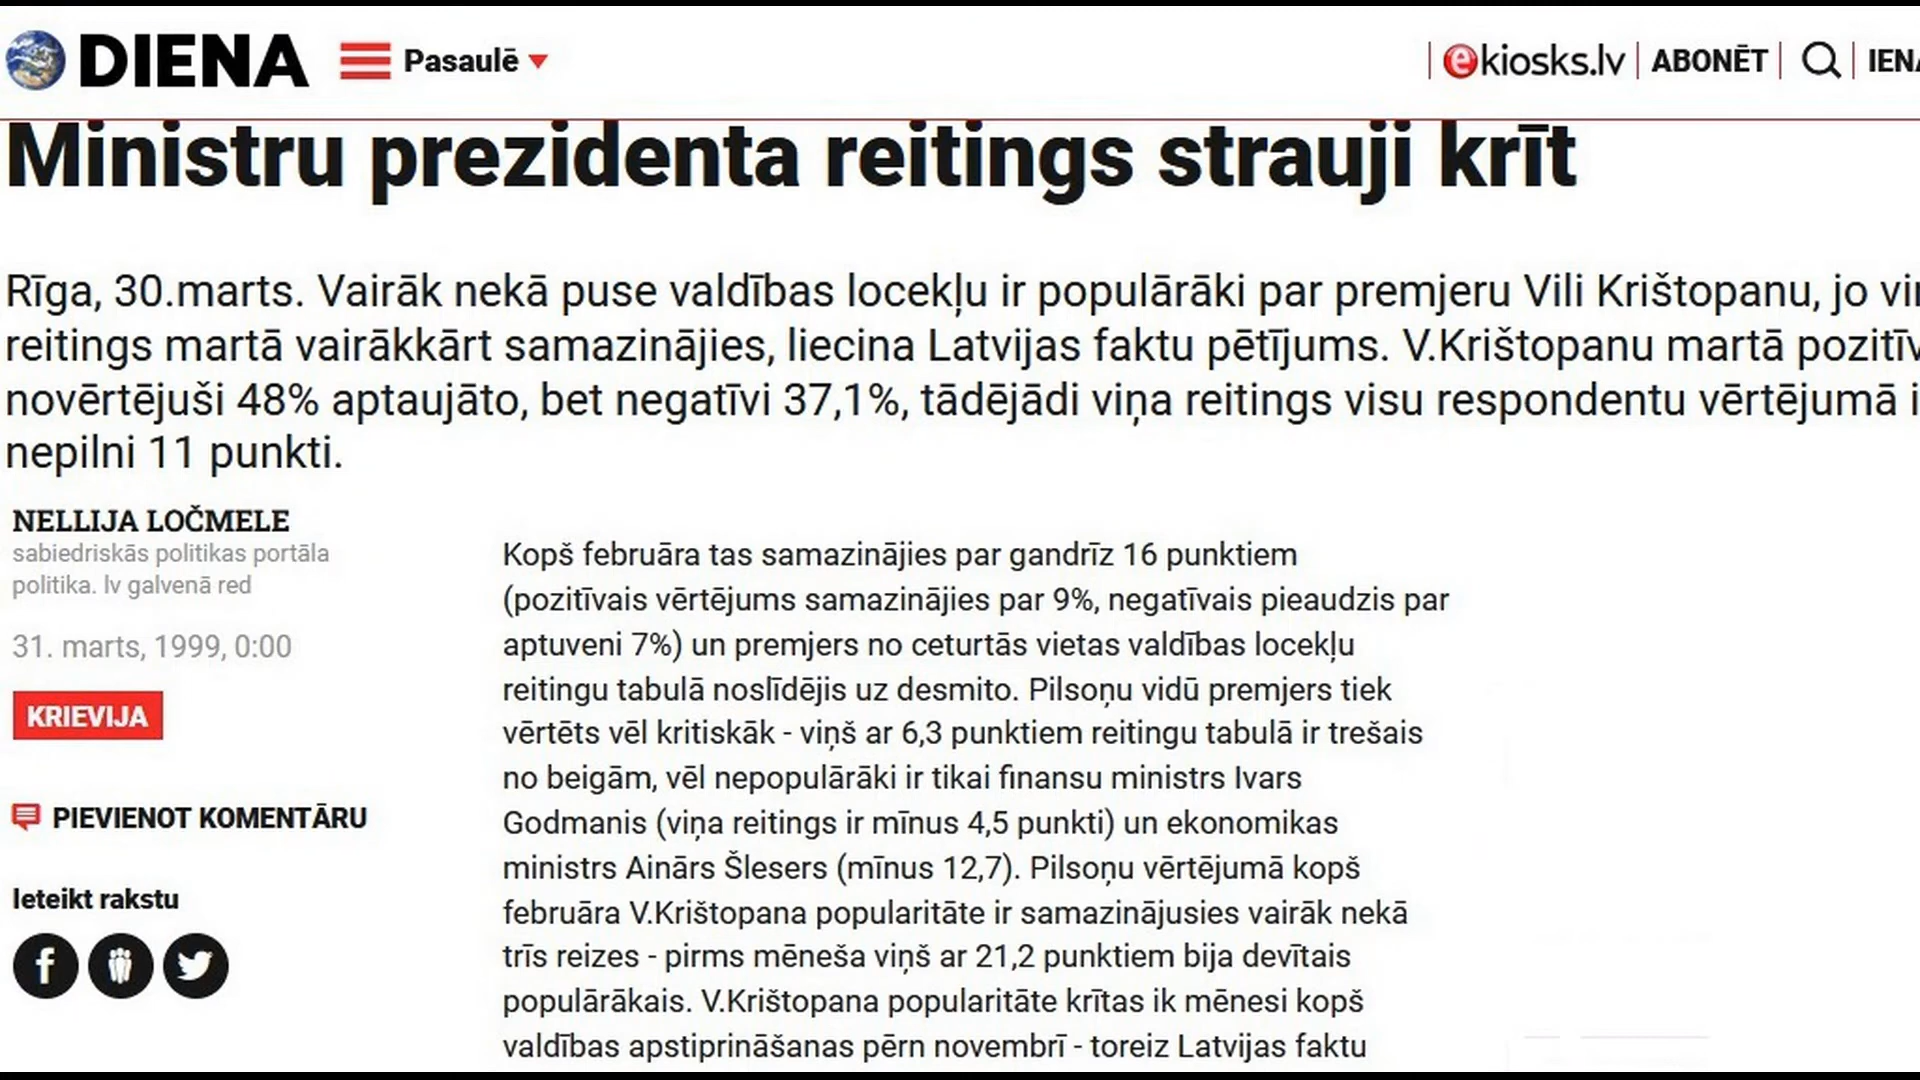 DIENA Pasaulē ekiosks.lv ABONĒT
Ministru prezidenta reitings strauji krīt
Rīga, 30.marts. Vairāk nekā puse valdības locekļu ir populārāki par premjeru Vili Krištopanu, jo
reitings martā vairākkārt samazinājies, liecina Latvijas faktu pētījums. V.Krištopanu martā
novērtējuši 48% aptaujāto, bet negatīvi 37,1%, tādējādi viņa reitings visu respondentu vērtējumā
nepilni 11 punkti.
NELLIJA LOČMELE
sabiedriskās politikas portāla
politika. lv galvenā red
31. marts, 1999, 0:00
KRIEVIJA
PIEVIENOT KOMENTĀRU
Ieteikt rakstu
Kopš februāra tas samazinājies par gandrīz 16 punktiem
(pozitīvais vērtējums samazinājies par 9%, negatīvais pieaudzis par
aptuveni 7%) un premjers no ceturtās vietas valdības locekļu
reitingu tabulā noslīdējis uz desmito. Pilsoņu vidū premjers tiek
vērtēts vēl kritiskāk - viņš ar 6,3 punktiem reitingu tabulā ir trešais
no beigām, vēl nepopulārāki ir tikai finansu ministrs Ivars
Godmanis (viņa reitings ir mīnus 4,5 punkti) un ekonomikas
ministrs Ainārs Šlesers (mīnus 12,7). Pilsoņu vērtējumā kopš
februāra V.Krištopana popularitāte ir samazinājusies vairāk nekā
trīs reizes - pirms mēneša viņš ar 21,2 punktiem bija devītais
populārākais. V.Krištopana popularitāte krītas ik mēnesi kopš
valdības apstiprināšanas pērn novembrī - toreiz Latvijas faktu